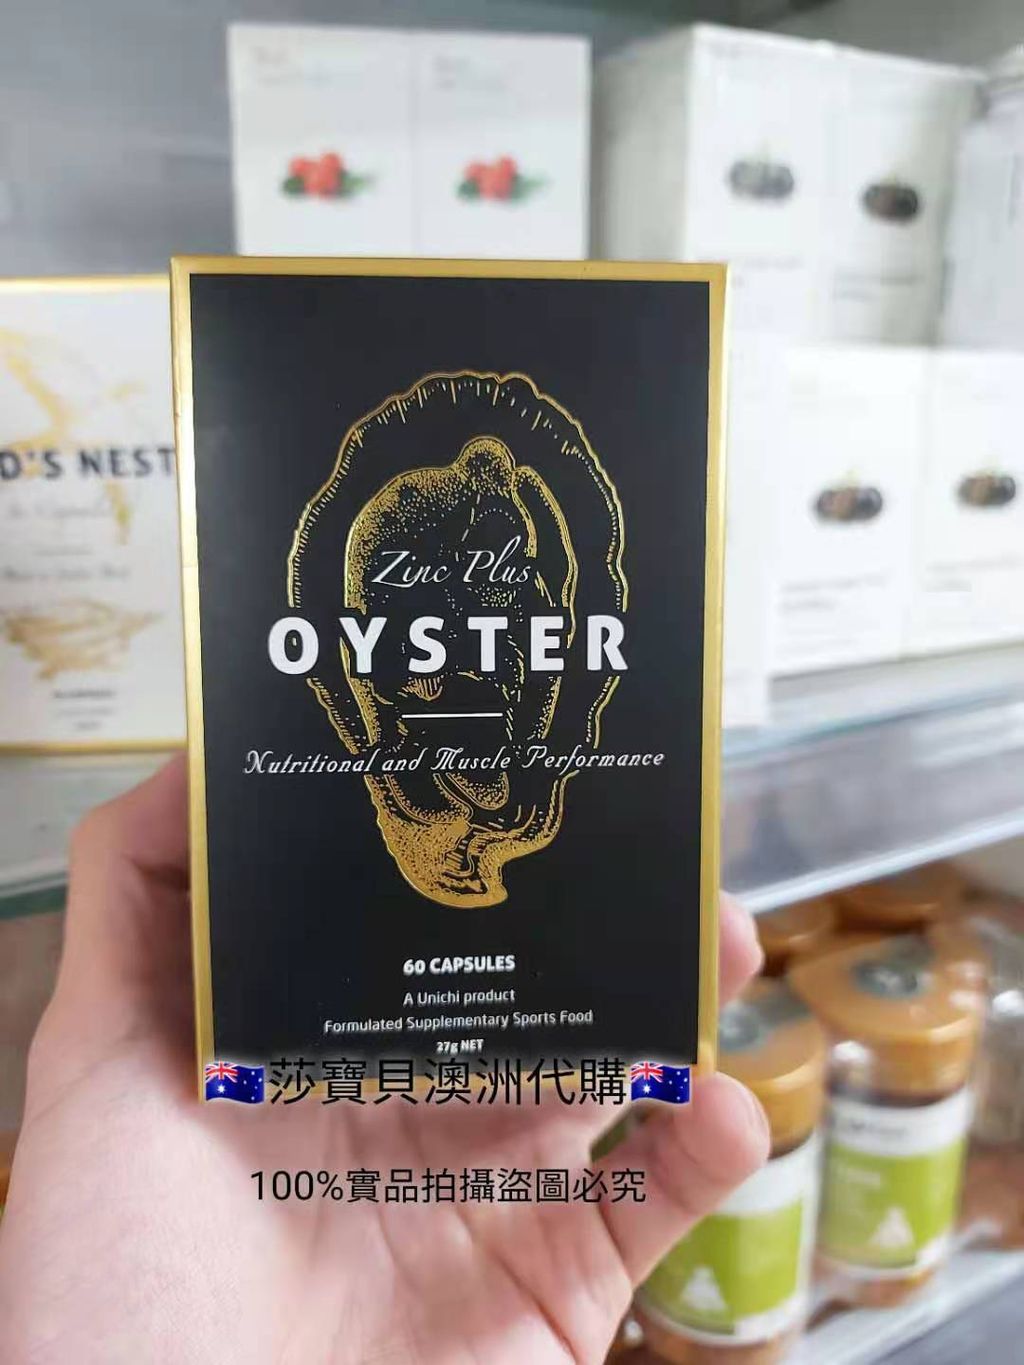 D'S NEST
Zinc Plus
OYSTER
Nutritional and Muscle Performance
60 CAPSULES
A Unichi product
Formulated Supplementary Sports Food
27g NET
莎寶貝澳洲代購
100%實品拍攝盜圖必究